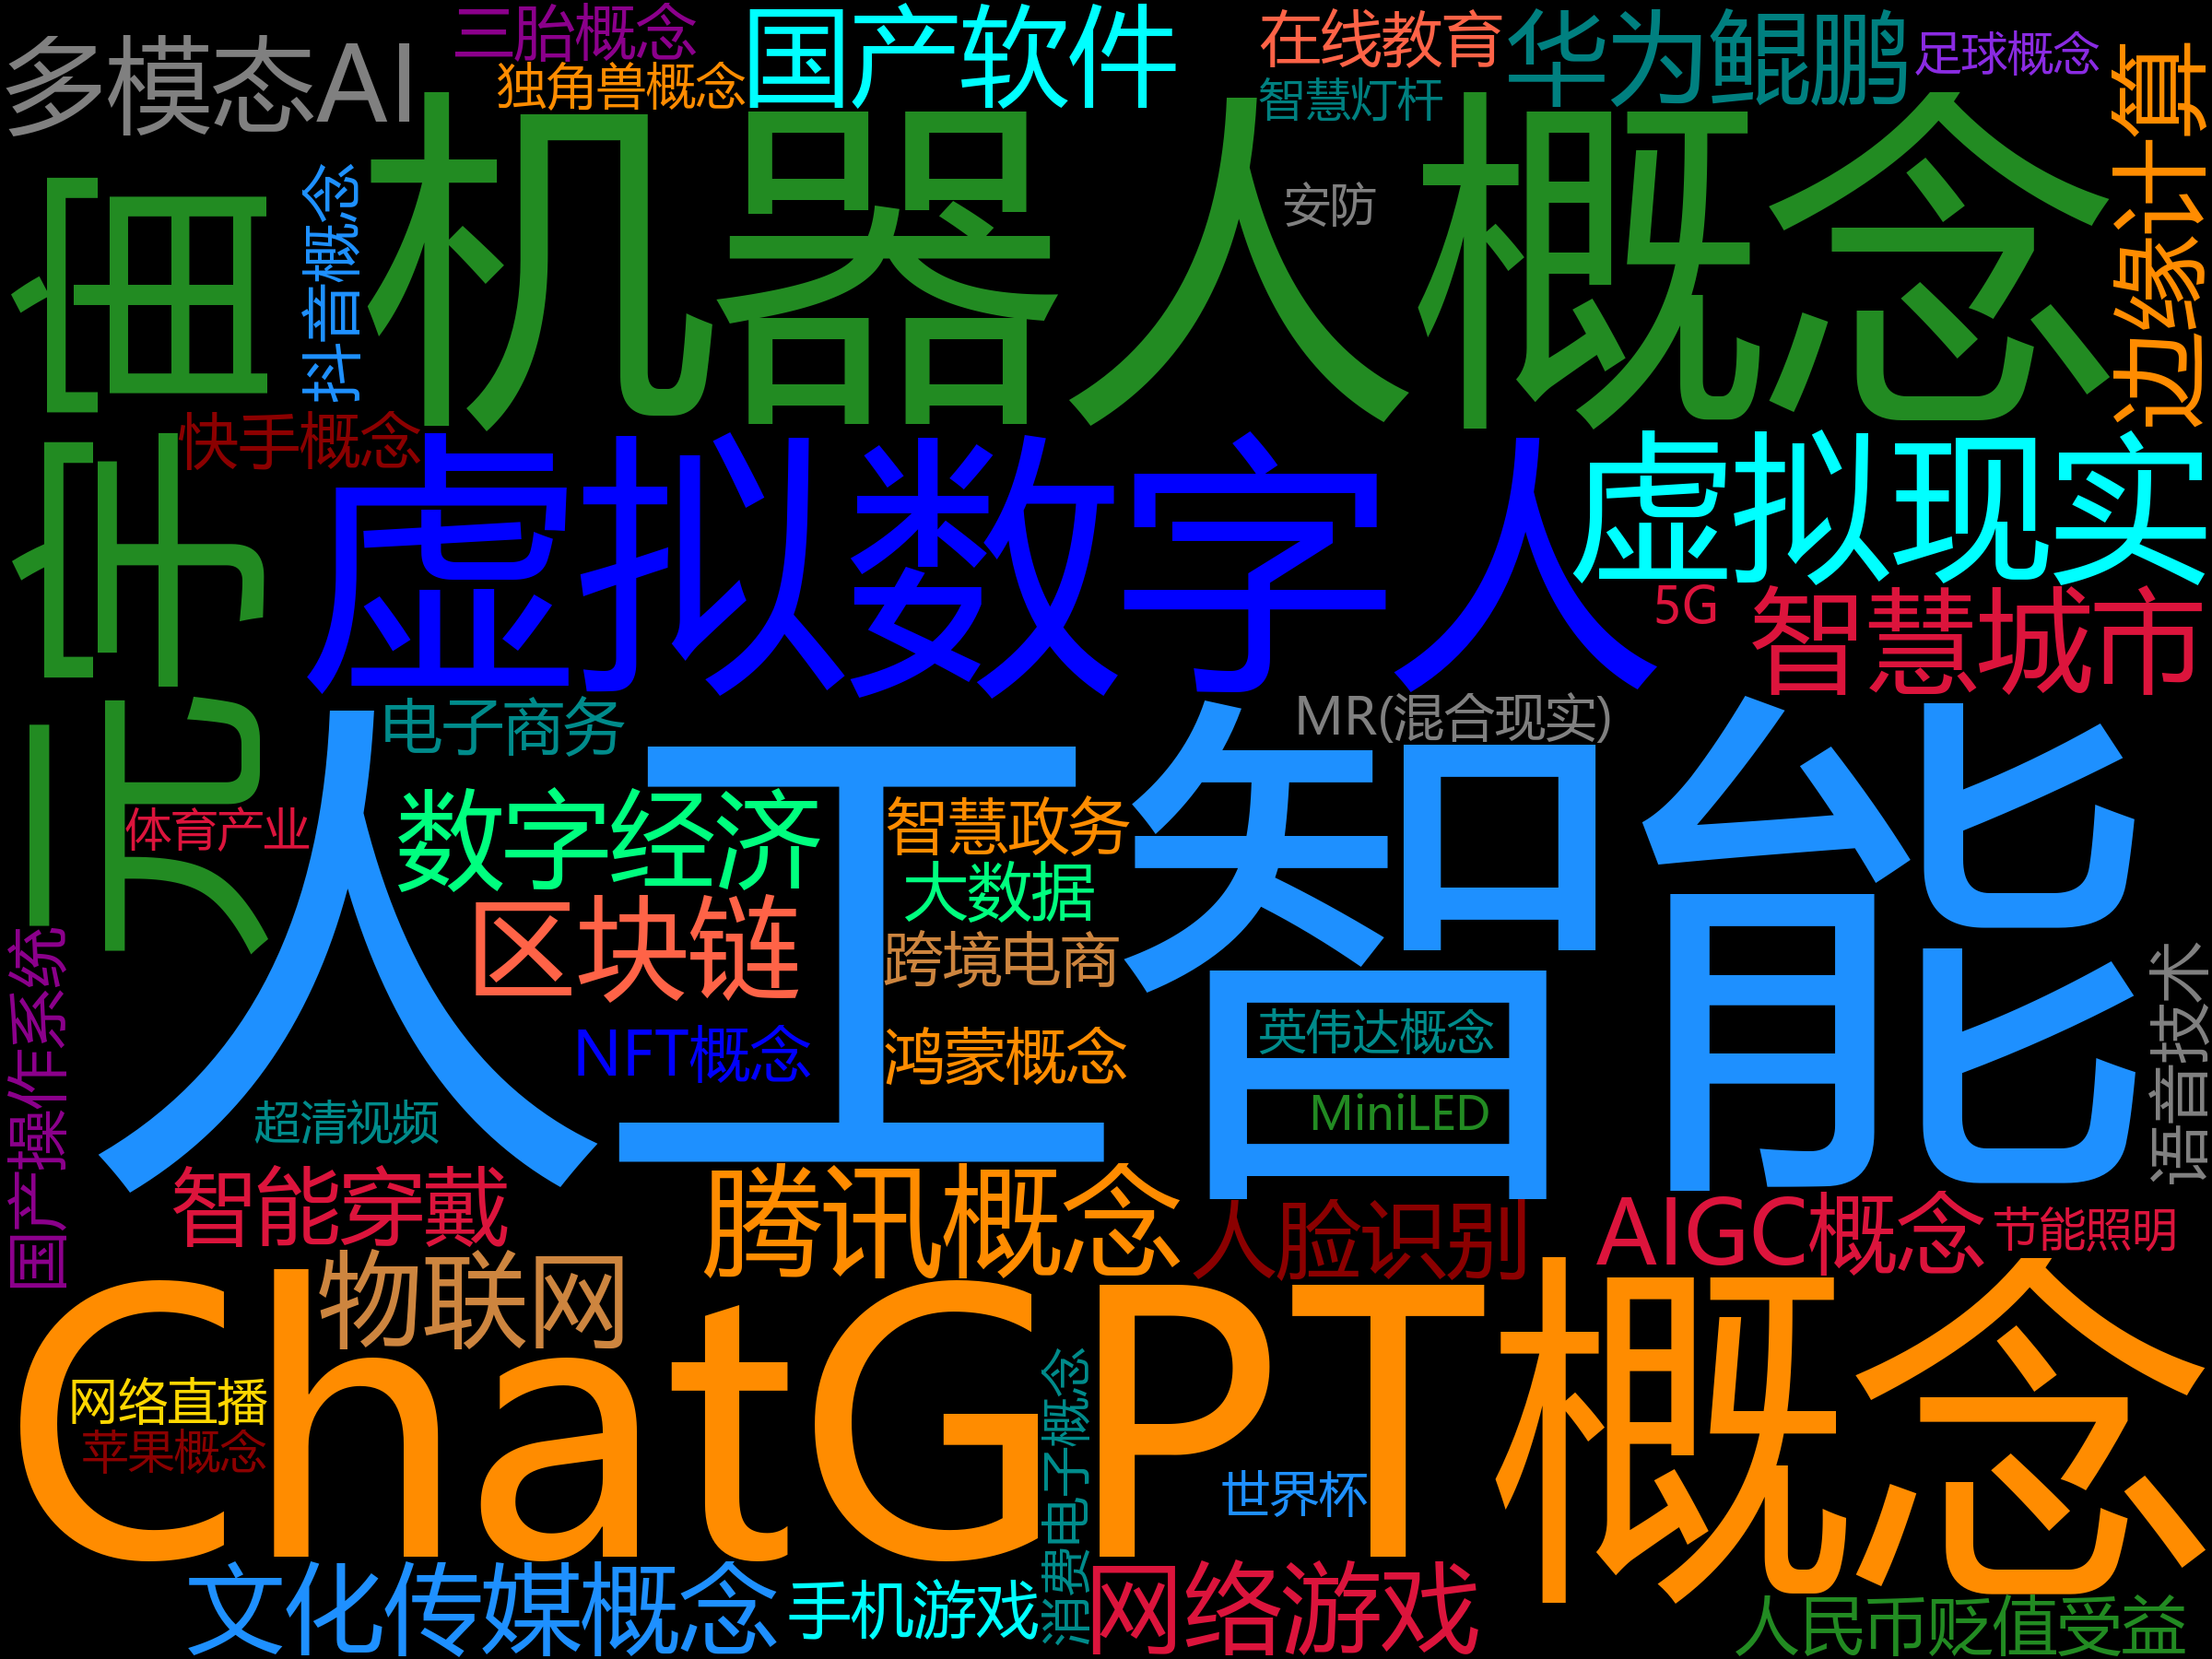 三胎概念
国产软件
在线教育
华为鲲鹏
足球概念
多模态AI
独角兽概念
智慧灯杆
边缘计算
机器人概念
安防
元宇宙
抖音概念
快手概念
虚拟数字人
虚拟现实
5G
智慧城市
电子商务
MR(混合现实)
人工智能
体育产业
数字经济
智慧政务
大数据
区块链
跨境电商
国产操作系统
语音技术
NFT概念
鸿蒙概念
英伟达概念
超清视频
MiniLED
智能穿戴
腾讯概念
人脸识别
AIGC概念
节能照明
物联网
ChatGPT概念
网络直播
苹果概念
消费电子概念
世界杯
文化传媒概念
手机游戏
网络游戏
人民币贬值受益